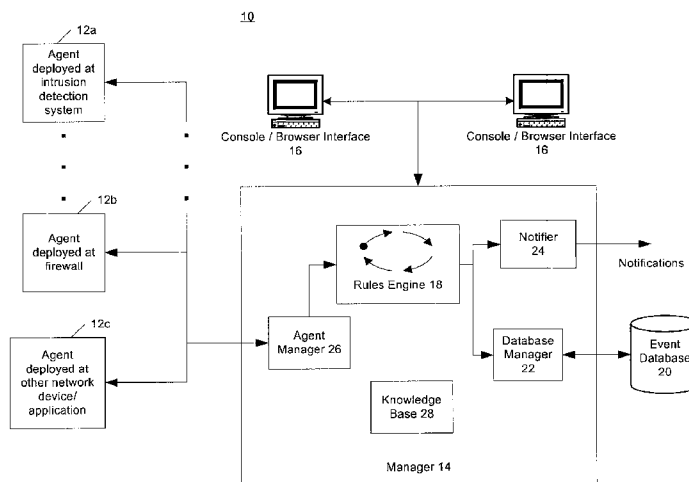 10
12a
Agent
deployed at
intrusion
detection
system
Console / Browser Interface
16
Console / Browser Interface
16
12b
Agent
deployed at
firewall
12c
Agent
deployed at
other network
device/
application
Agent
Manager 26
Rules Engine 18
Notifier
24
Notifications
Database
Manager
22
Event
Database
20
Knowledge
Base 28
Manager 14